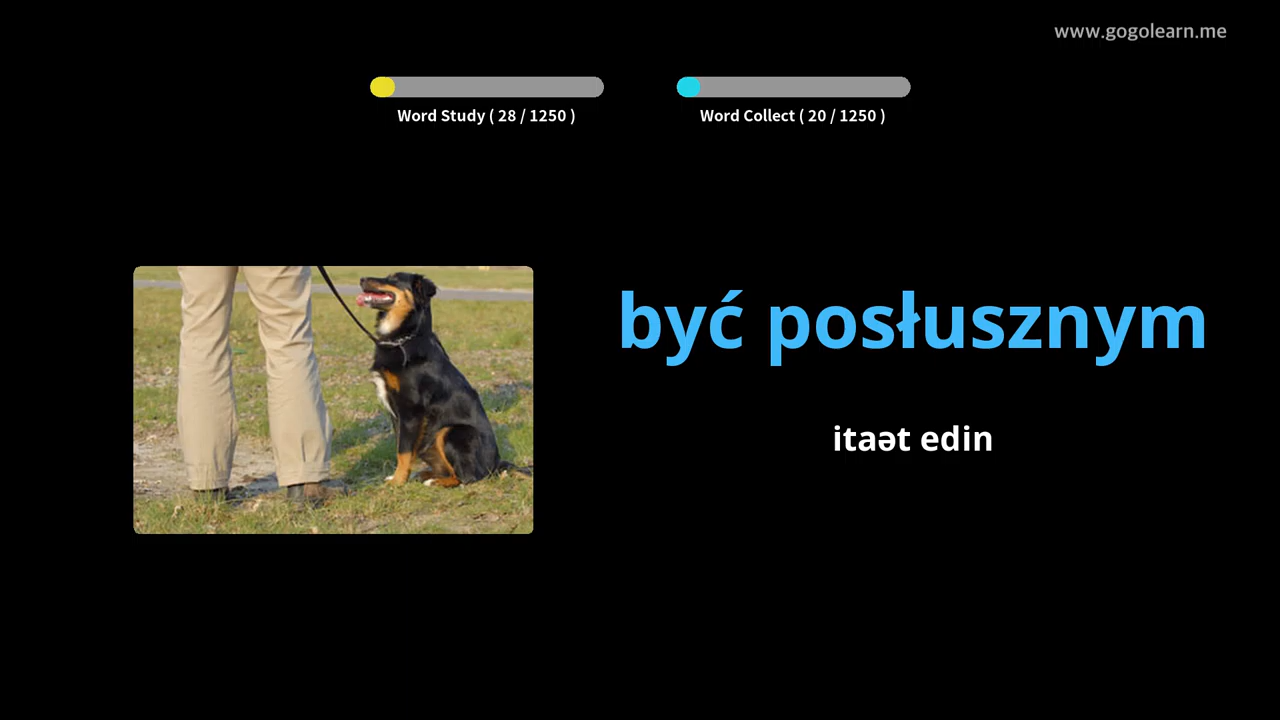 www.gogolearn.me
Word Study ( 28 / 1250 )
Word Collect ( 20 / 1250 )
być posłusznym
itaət edin